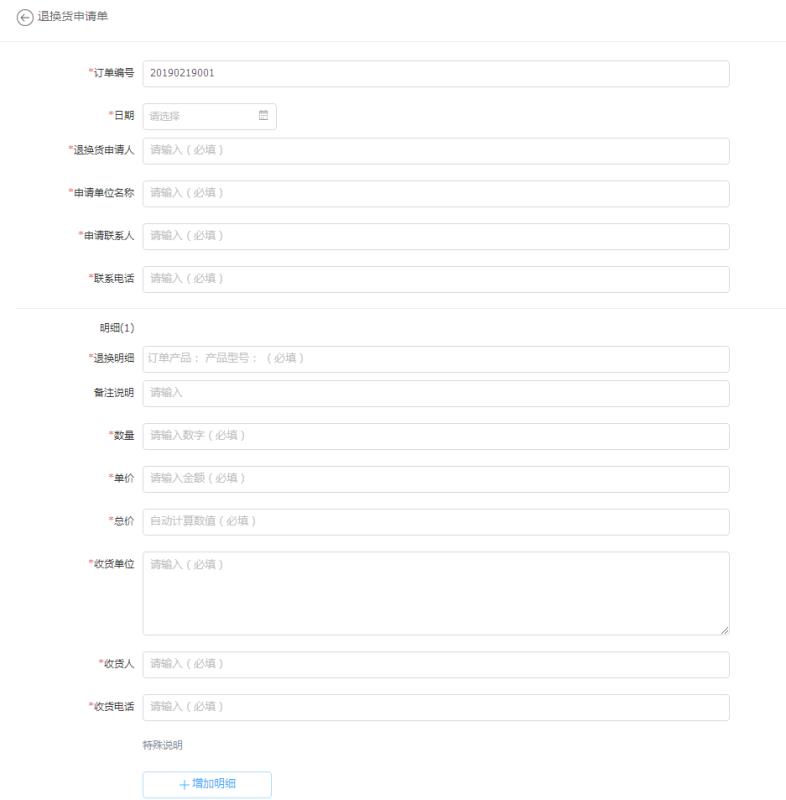 退换货申请单
*订单编号 20190219001
*日期 请选择
*退换货申请人 请输入（必填）
*申请单位名称 请输入（必填）
*申请联系人 请输入（必填）
*联系电话 请输入（必填）
明细(1)
*退换明细 订单产品： 产品型号： （必填）
备注说明 请输入
*数量 请输入数字（必填）
*单价 请输入金额（必填）
*总价 自动计算数值（必填）
*收货单位 请输入（必填）
*收货人 请输入（必填）
*收货电话 请输入（必填）
特殊说明
＋增加明细